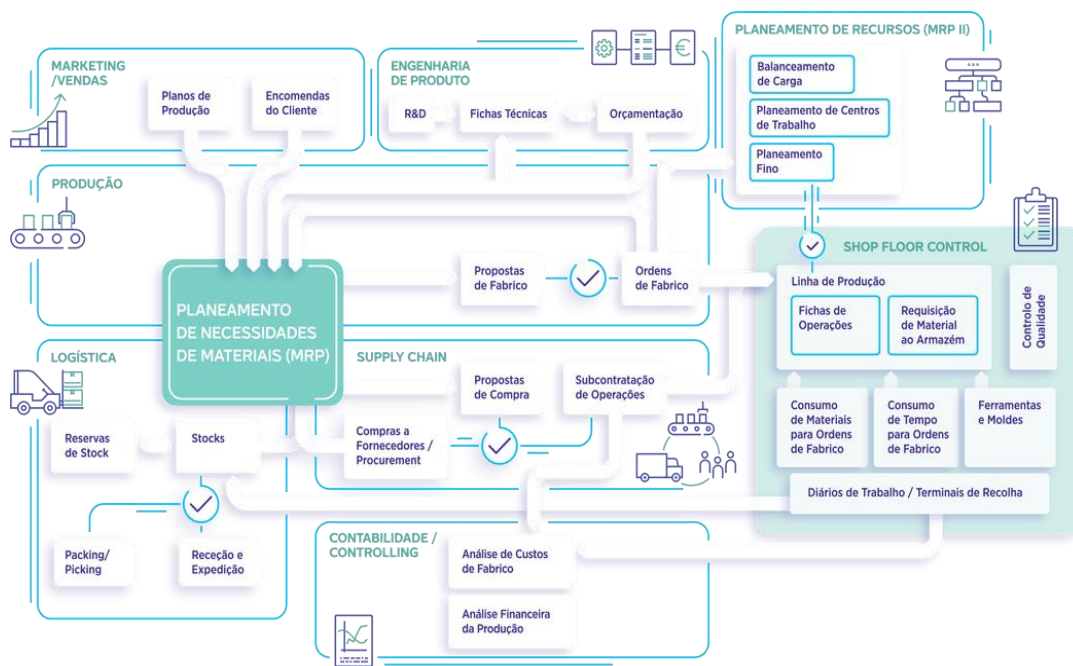 MARKETING
/VENDAS
Planos de
Produção
Encomendas
do Cliente
ENGENHARIA
DE PRODUTO
R&D
Fichas Técnicas
Orçamentação
PLANEAMENTO DE RECURSOS (MRP II)
Balanceamento
de Carga
Planeamento de Centros
de Trabalho
Planeamento
Fino
PRODUÇÃO
PLANEAMENTO
DE NECESSIDADES
DE MATERIAIS (MRP)
Propostas
de Fabrico
Ordens
de Fabrico
SHOP FLOOR CONTROL
Linha de Produção
Fichas de
Operações
Requisição
de Material
ao Armazém
Controlo de
Qualidade
Consumo
de Materiais
para Ordens
de Fabrico
Consumo
de Tempo
para Ordens
de Fabrico
Ferramentas
e Moldes
Diários de Trabalho / Terminais de Recolha
LOGÍSTICA
Reservas
de Stock
Stocks
Packing/
Picking
Receção e
Expedição
SUPPLY CHAIN
Propostas
de Compra
Subcontratação
de Operações
Compras a
Fornecedores /
Procurement
CONTABILIDADE /
CONTROLLING
Análise de Custos
de Fabrico
Análise Financeira
da Produção